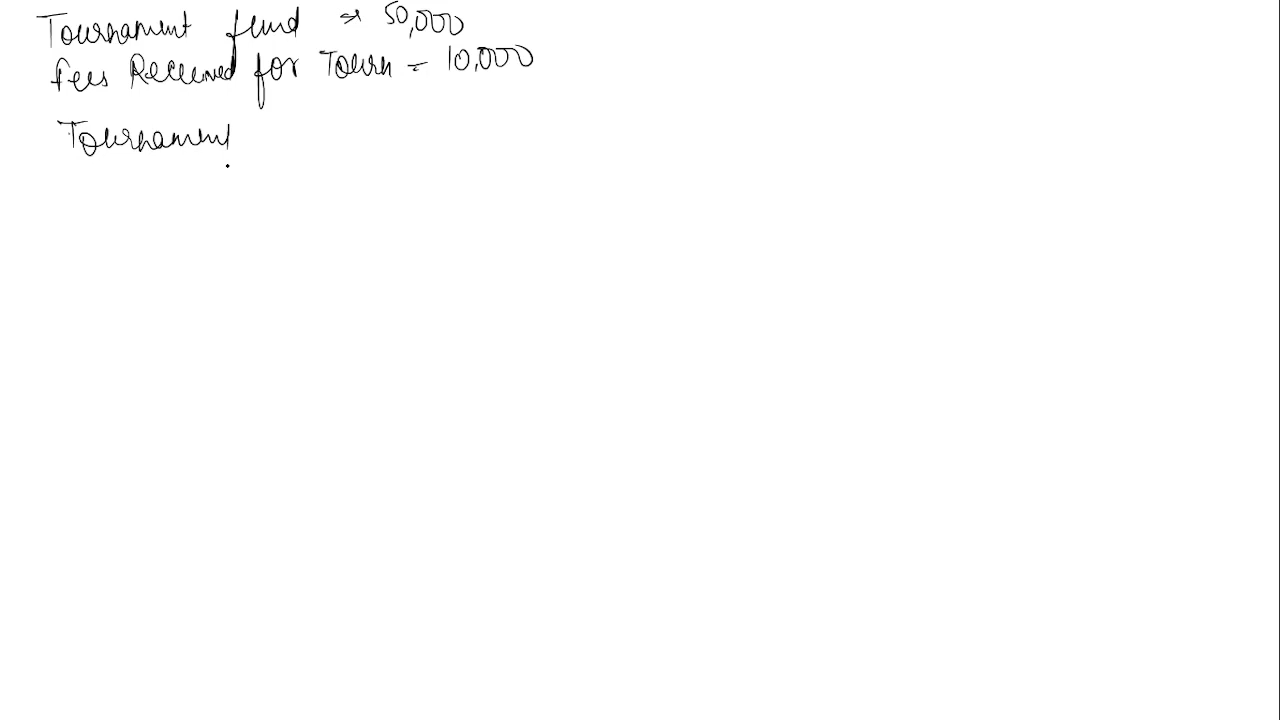 Tournament fund ⇒ 50,000
fees Received for Tourn = 10,000
Tournament